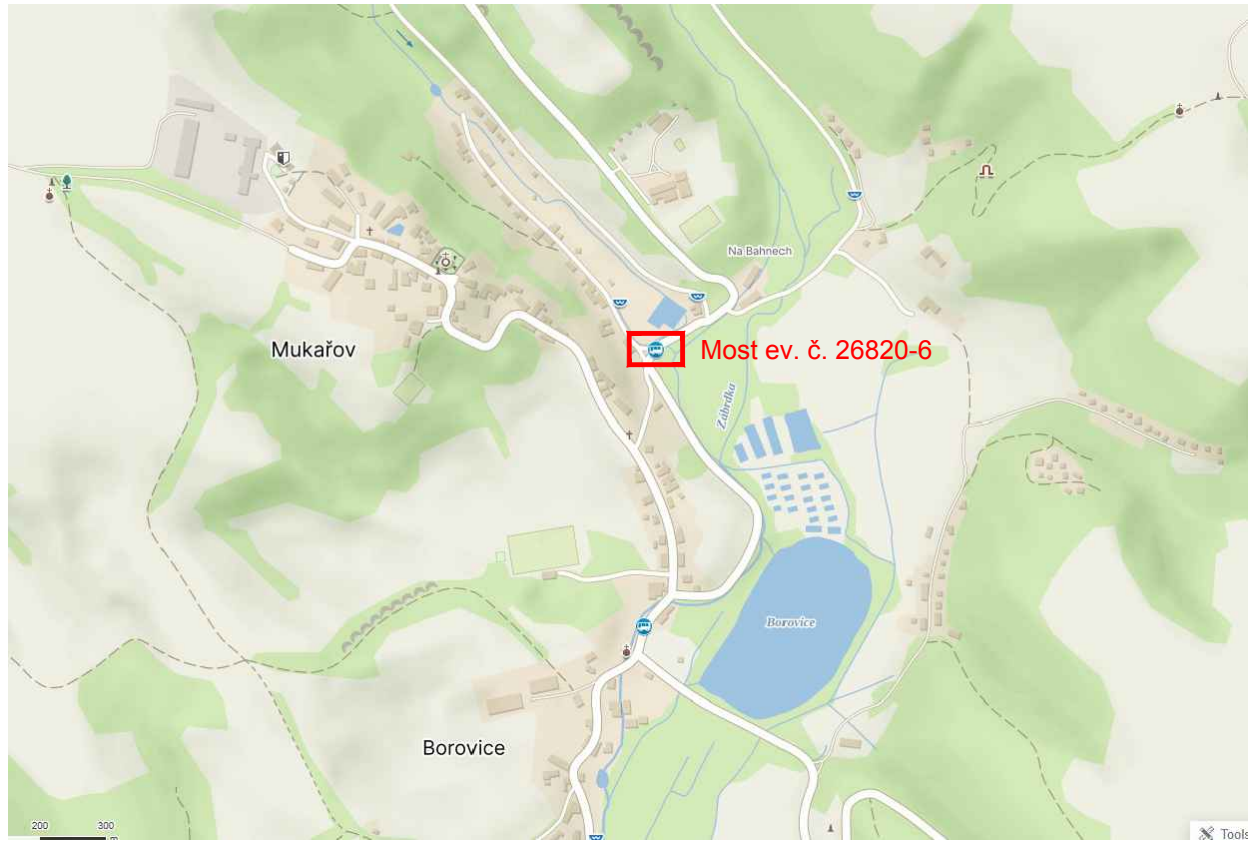 Na Bahnech
Mukařov
Most ev. č. 26820-6
Zábrdka
Borovice
Borovice
200 300
Tools